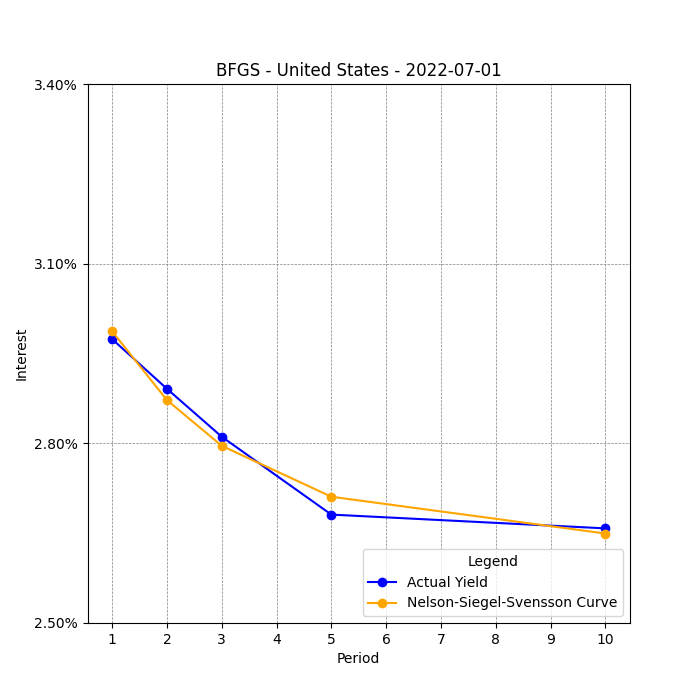 BFGS - United States - 2022-07-01
3.40%
3.10%
2.80%
2.50%
Interest
1 2 3 4 5 6 7 8 9 10
Period
Legend
Actual Yield
Nelson-Siegel-Svensson Curve